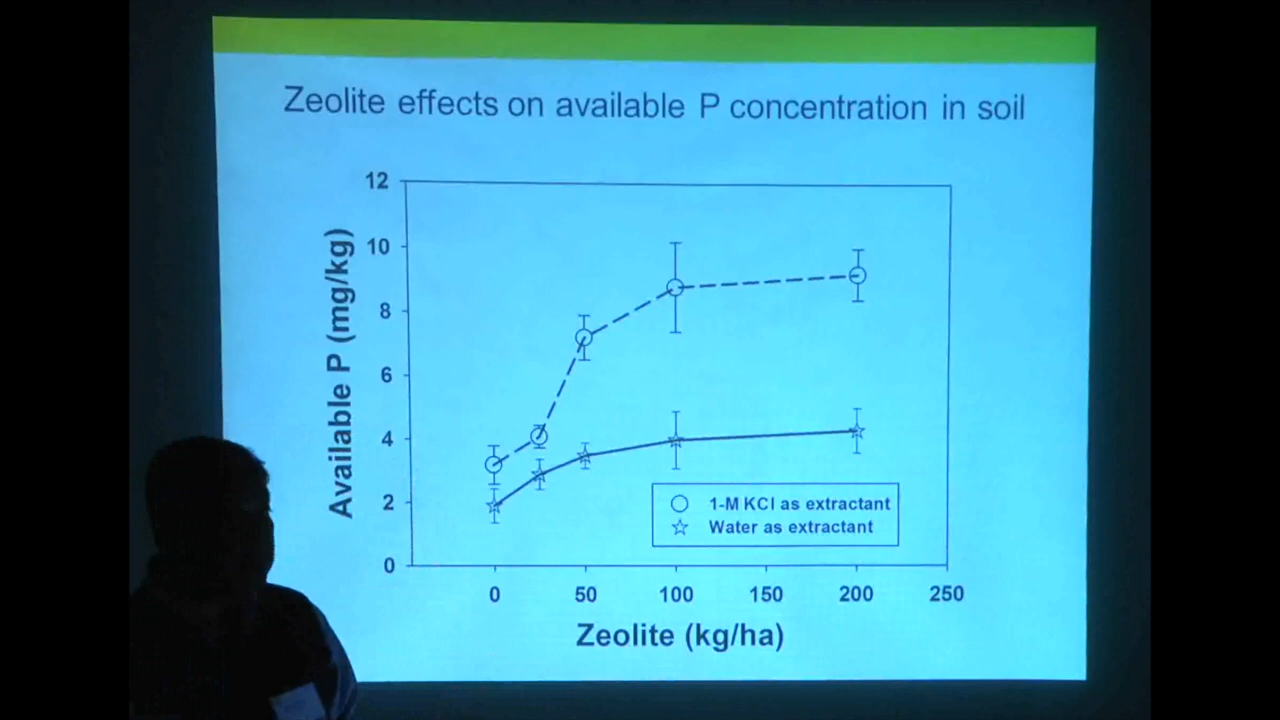 Zeolite effects on available P concentration in soil
12
10
8
6
4
2
0
Available P (mg/kg)
1-M KCl as extractant
Water as extractant
0 50 100 150 200 250
Zeolite (kg/ha)